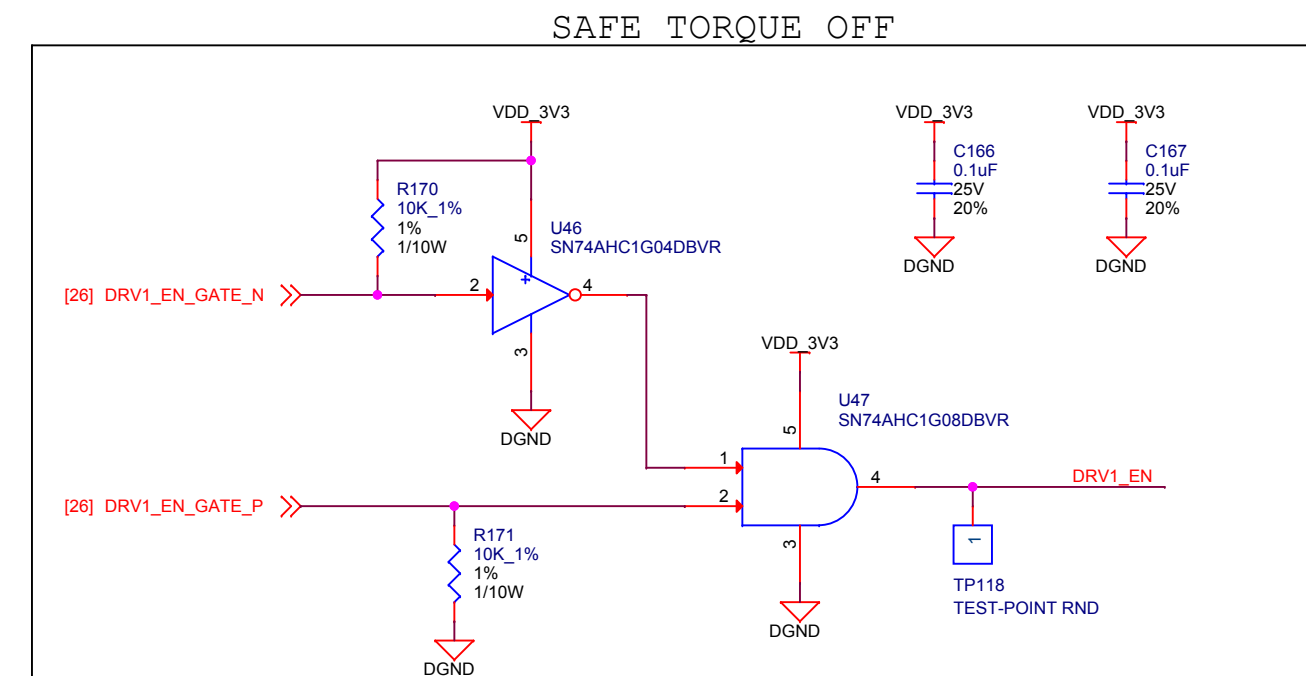 SAFE TORQUE OFF
VDD_3V3
VDD_3V3
VDD_3V3
R170
10K_1%
1%
1/10W
C166
0.1uF
25V
20%
C167
0.1uF
25V
20%
U46
SN74AHC1G04DBVR
5
DGND
DGND
[26] DRV1_EN_GATE_N
2
4
3
DGND
VDD_3V3
U47
SN74AHC1G08DBVR
5
1
[26] DRV1_EN_GATE_P
2
4
DRV1_EN
R171
10K_1%
1%
1/10W
3
1
TP118
TEST-POINT RND
DGND
DGND